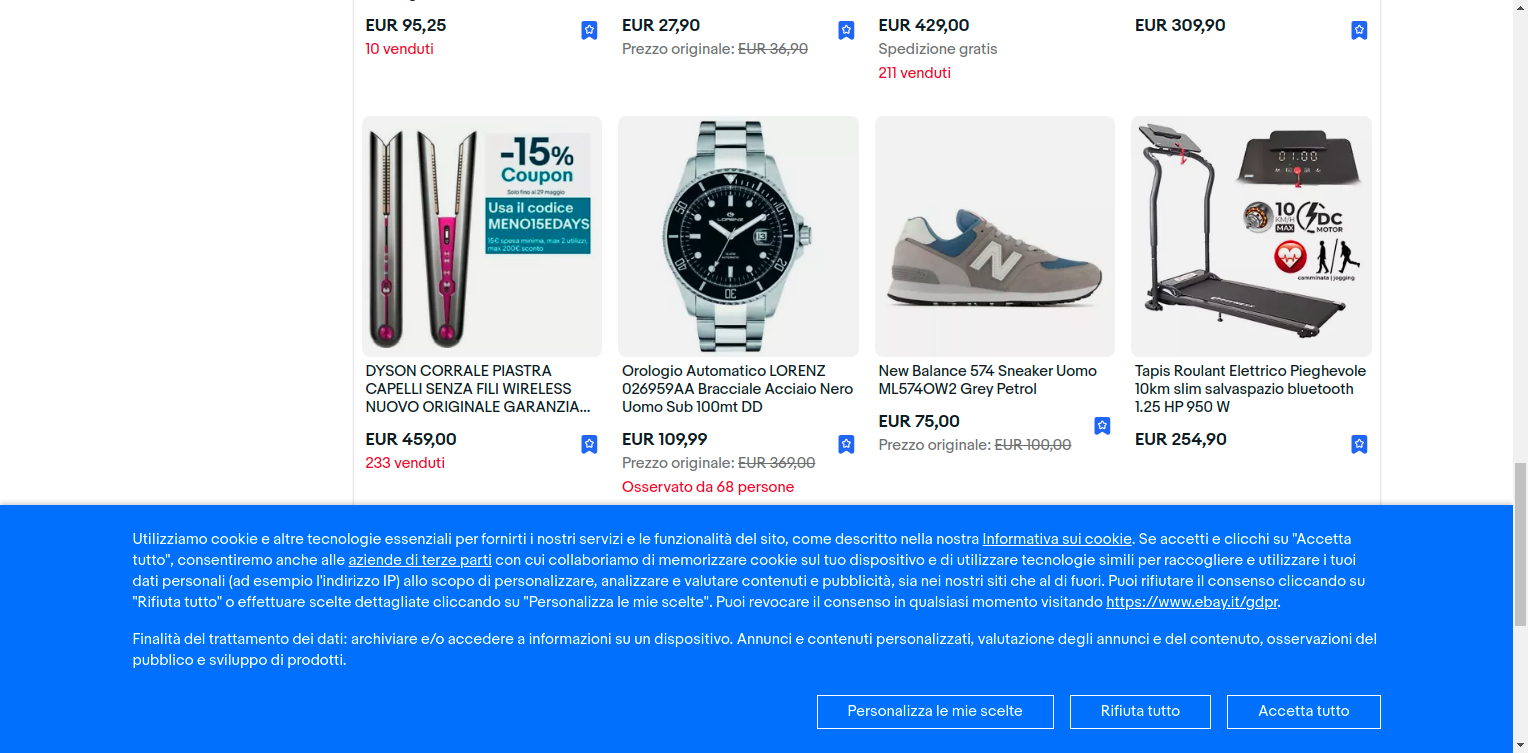 EUR 95,25
10 venduti
EUR 27,90
Prezzo originale: EUR 36,90
EUR 429,00
Spedizione gratis
211 venduti
EUR 309,90
-15%
Coupon
Solo fino al 29 maggio
Usa il codice
MENO15EDAYS
15€ spesa minima, max 2 utilizzi,
max 200€ sconto
DYSON CORRALE PIASTRA
CAPELLI SENZA FILI WIRELESS
NUOVO ORIGINALE GARANZIA...
EUR 459,00
233 venduti
LORENZ
Orologio Automatico LORENZ
026959AA Bracciale Acciaio Nero
Uomo Sub 100mt DD
EUR 109,99
Prezzo originale: EUR 369,00
Osservato da 68 persone
N
New Balance 574 Sneaker Uomo
ML574OW2 Grey Petrol
EUR 75,00
Prezzo originale: EUR 100,00
01:00
10 KM/H MAX
DC MOTOR
camminata | jogging
Tapis Roulant Elettrico Pieghevole
10km slim salvaspazio bluetooth
1.25 HP 950 W
EUR 254,90
Utilizziamo cookie e altre tecnologie essenziali per fornirti i nostri servizi e le funzionalità del sito, come descritto nella nostra Informativa sui cookie. Se accetti e clicchi su "Accetta
tutto", consentiremo anche alle aziende di terze parti con cui collaboriamo di memorizzare cookie sul tuo dispositivo e di utilizzare tecnologie simili per raccogliere e utilizzare i tuoi
dati personali (ad esempio l'indirizzo IP) allo scopo di personalizzare, analizzare e valutare contenuti e pubblicità, sia nei nostri siti che al di fuori. Puoi rifiutare il consenso cliccando su
"Rifiuta tutto" o effettuare scelte dettagliate cliccando su "Personalizza le mie scelte". Puoi revocare il consenso in qualsiasi momento visitando https://www.ebay.it/gdpr.
Finalità del trattamento dei dati: archiviare e/o accedere a informazioni su un dispositivo. Annunci e contenuti personalizzati, valutazione degli annunci e del contenuto, osservazioni del
pubblico e sviluppo di prodotti.
Personalizza le mie scelte
Rifiuta tutto
Accetta tutto